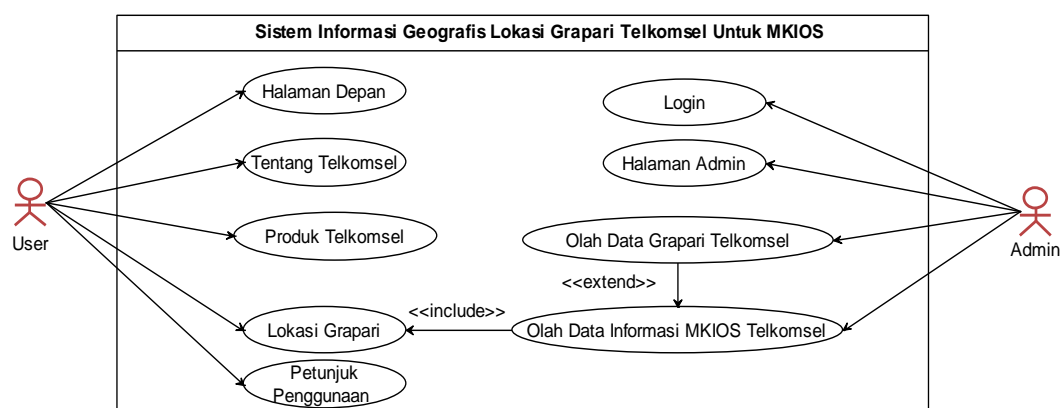 Sistem Informasi Geografis Lokasi Grapari Telkomsel Untuk MKIOS
Halaman Depan
Login
Tentang Telkomsel
Halaman Admin
User
Produk Telkomsel
Olah Data Grapari Telkomsel
Admin
<<extend>>
<<include>>
Lokasi Grapari
Olah Data Informasi MKIOS Telkomsel
Petunjuk
Penggunaan